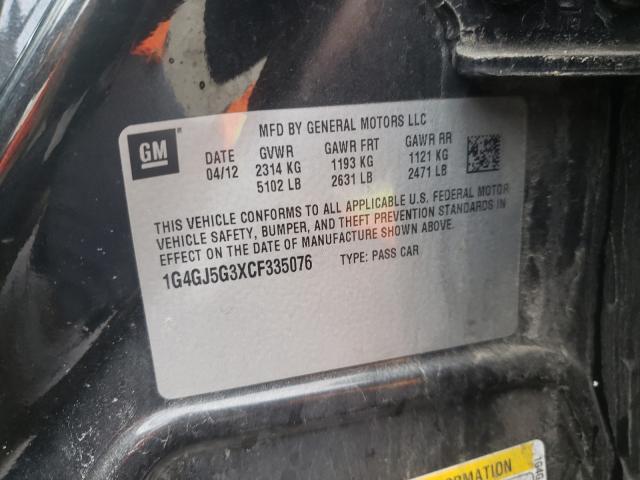 MFD BY GENERAL MOTORS LLC
GM
DATE GVWR GAWR FRT GAWR RR
04/12 2314 KG 1193 KG 1121 KG
5102 LB 2631 LB 2471 LB
THIS VEHICLE CONFORMS TO ALL APPLICABLE U.S. FEDERAL MOTOR
VEHICLE SAFETY, BUMPER, AND THEFT PREVENTION STANDARDS IN
EFFECT ON THE DATE OF MANUFACTURE SHOWN ABOVE.
1G4GJ5G3XCF335076 TYPE: PASS CAR